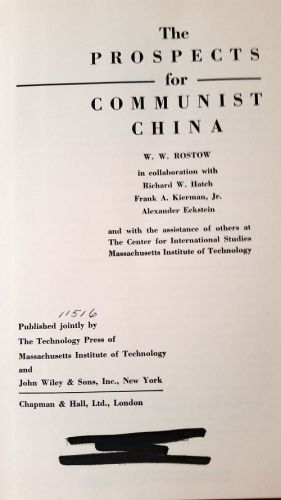 The
PROSPECTS
for
COMMUNIST
CHINA
W. W. ROSTOW
in collaboration with
Richard W. Hatch
Frank A. Kierman, Jr.
Alexander Eckstein
and with the assistance of others at
The Center for International Studies
Massachusetts Institute of Technology
11516
Published jointly by
The Technology Press of
Massachusetts Institute of Technology
and
John Wiley & Sons, Inc., New York
Chapman & Hall, Ltd., London